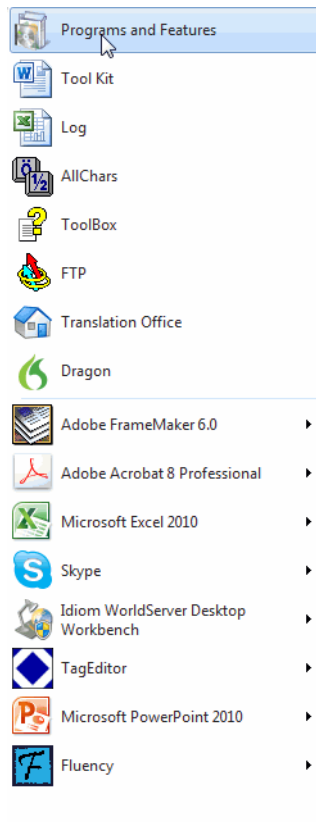 Programs and Features
Tool Kit
Log
AllChars
ToolBox
FTP
Translation Office
Dragon
Adobe FrameMaker 6.0
Adobe Acrobat 8 Professional
Microsoft Excel 2010
Skype
Idiom WorldServer Desktop
Workbench
TagEditor
Microsoft PowerPoint 2010
Fluency